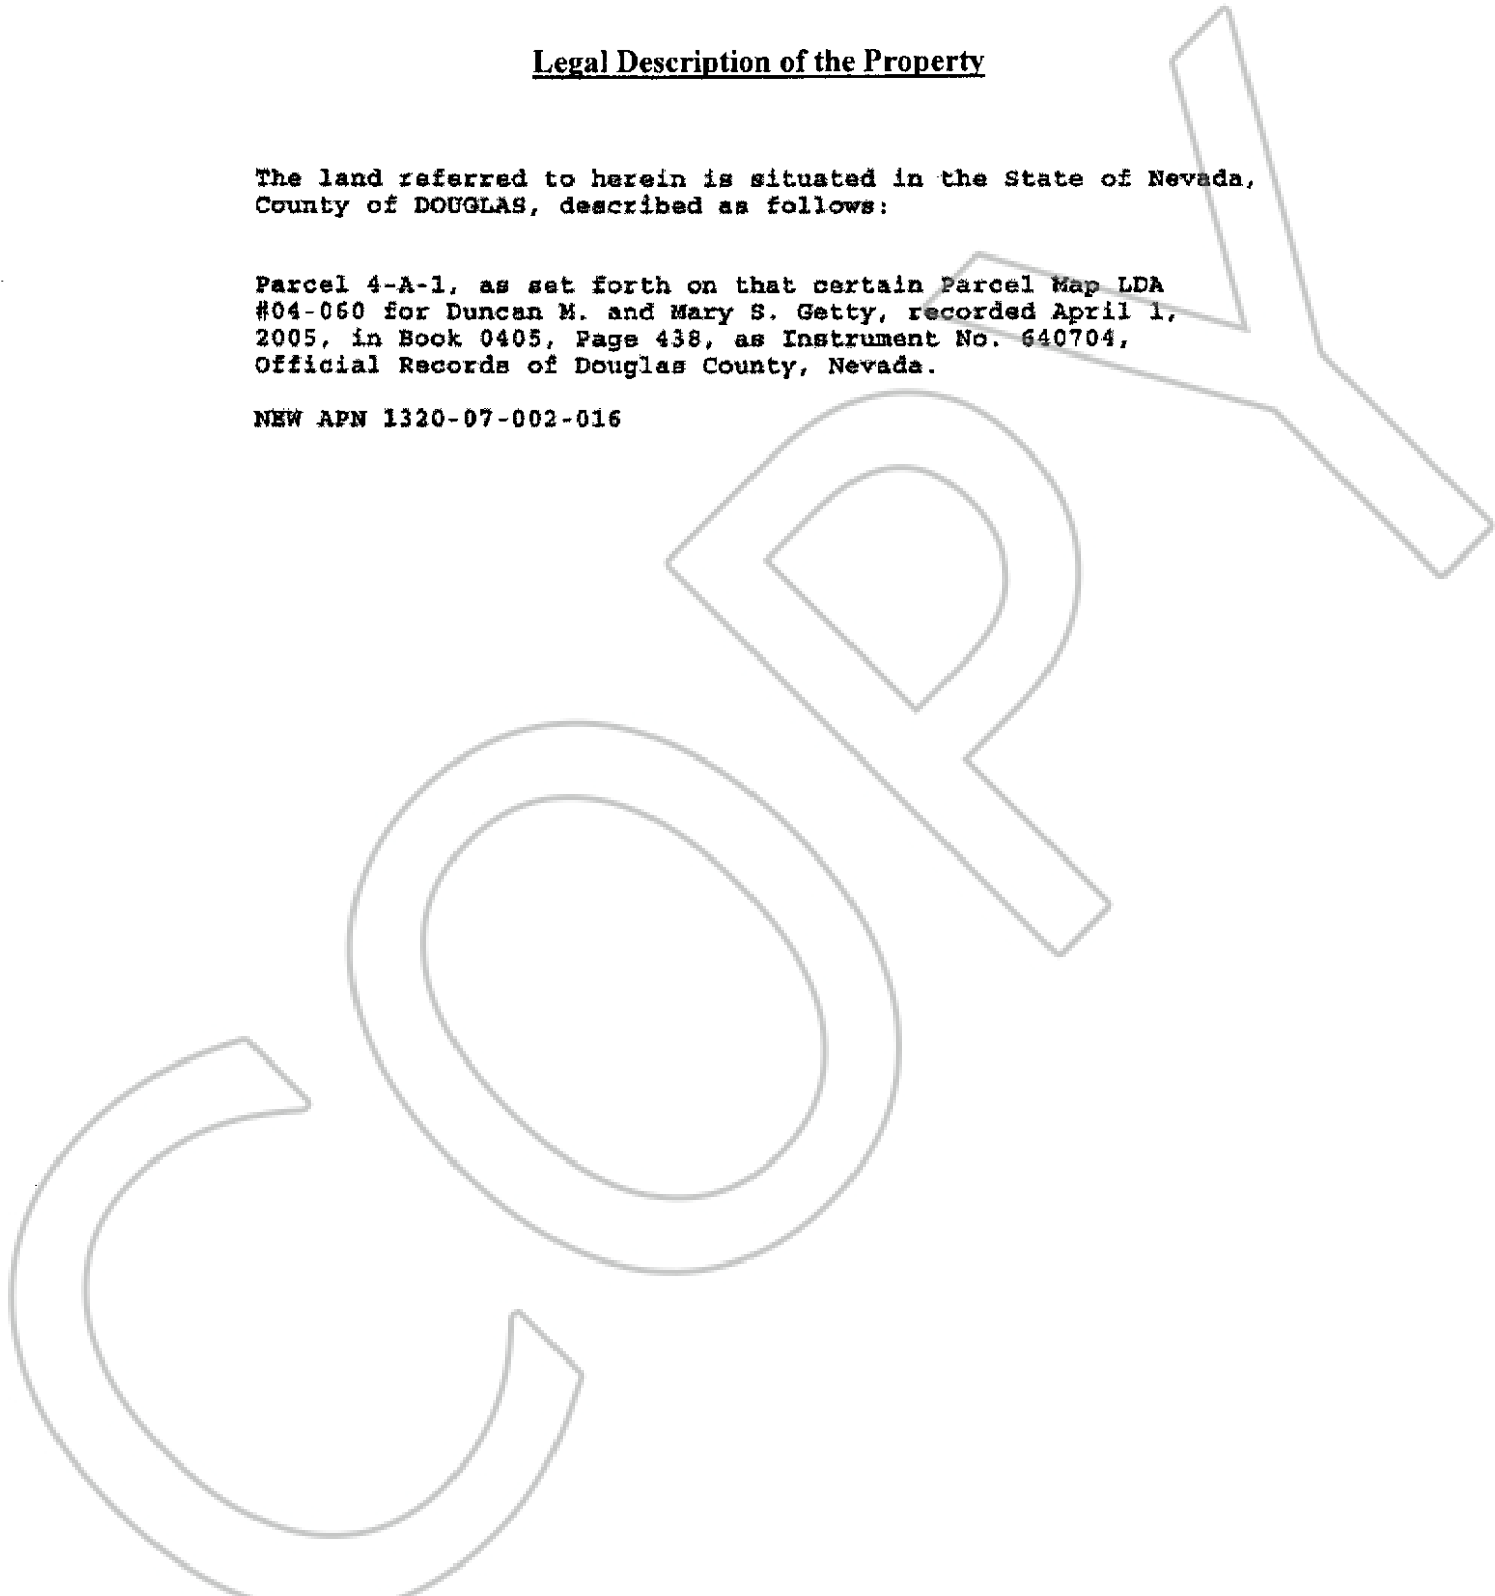 Legal Description of the Property
The land referred to herein is situated in the State of Nevada,
County of DOUGLAS, described as follows:
Parcel 4-A-1, as set forth on that certain Parcel Map LDA
#04-060 for Duncan M. and Mary S. Getty, recorded April 1,
2005, in Book 0405, Page 438, as Instrument No. 640704,
Official Records of Douglas County, Nevada.
NEW APN 1320-07-002-016
COPY